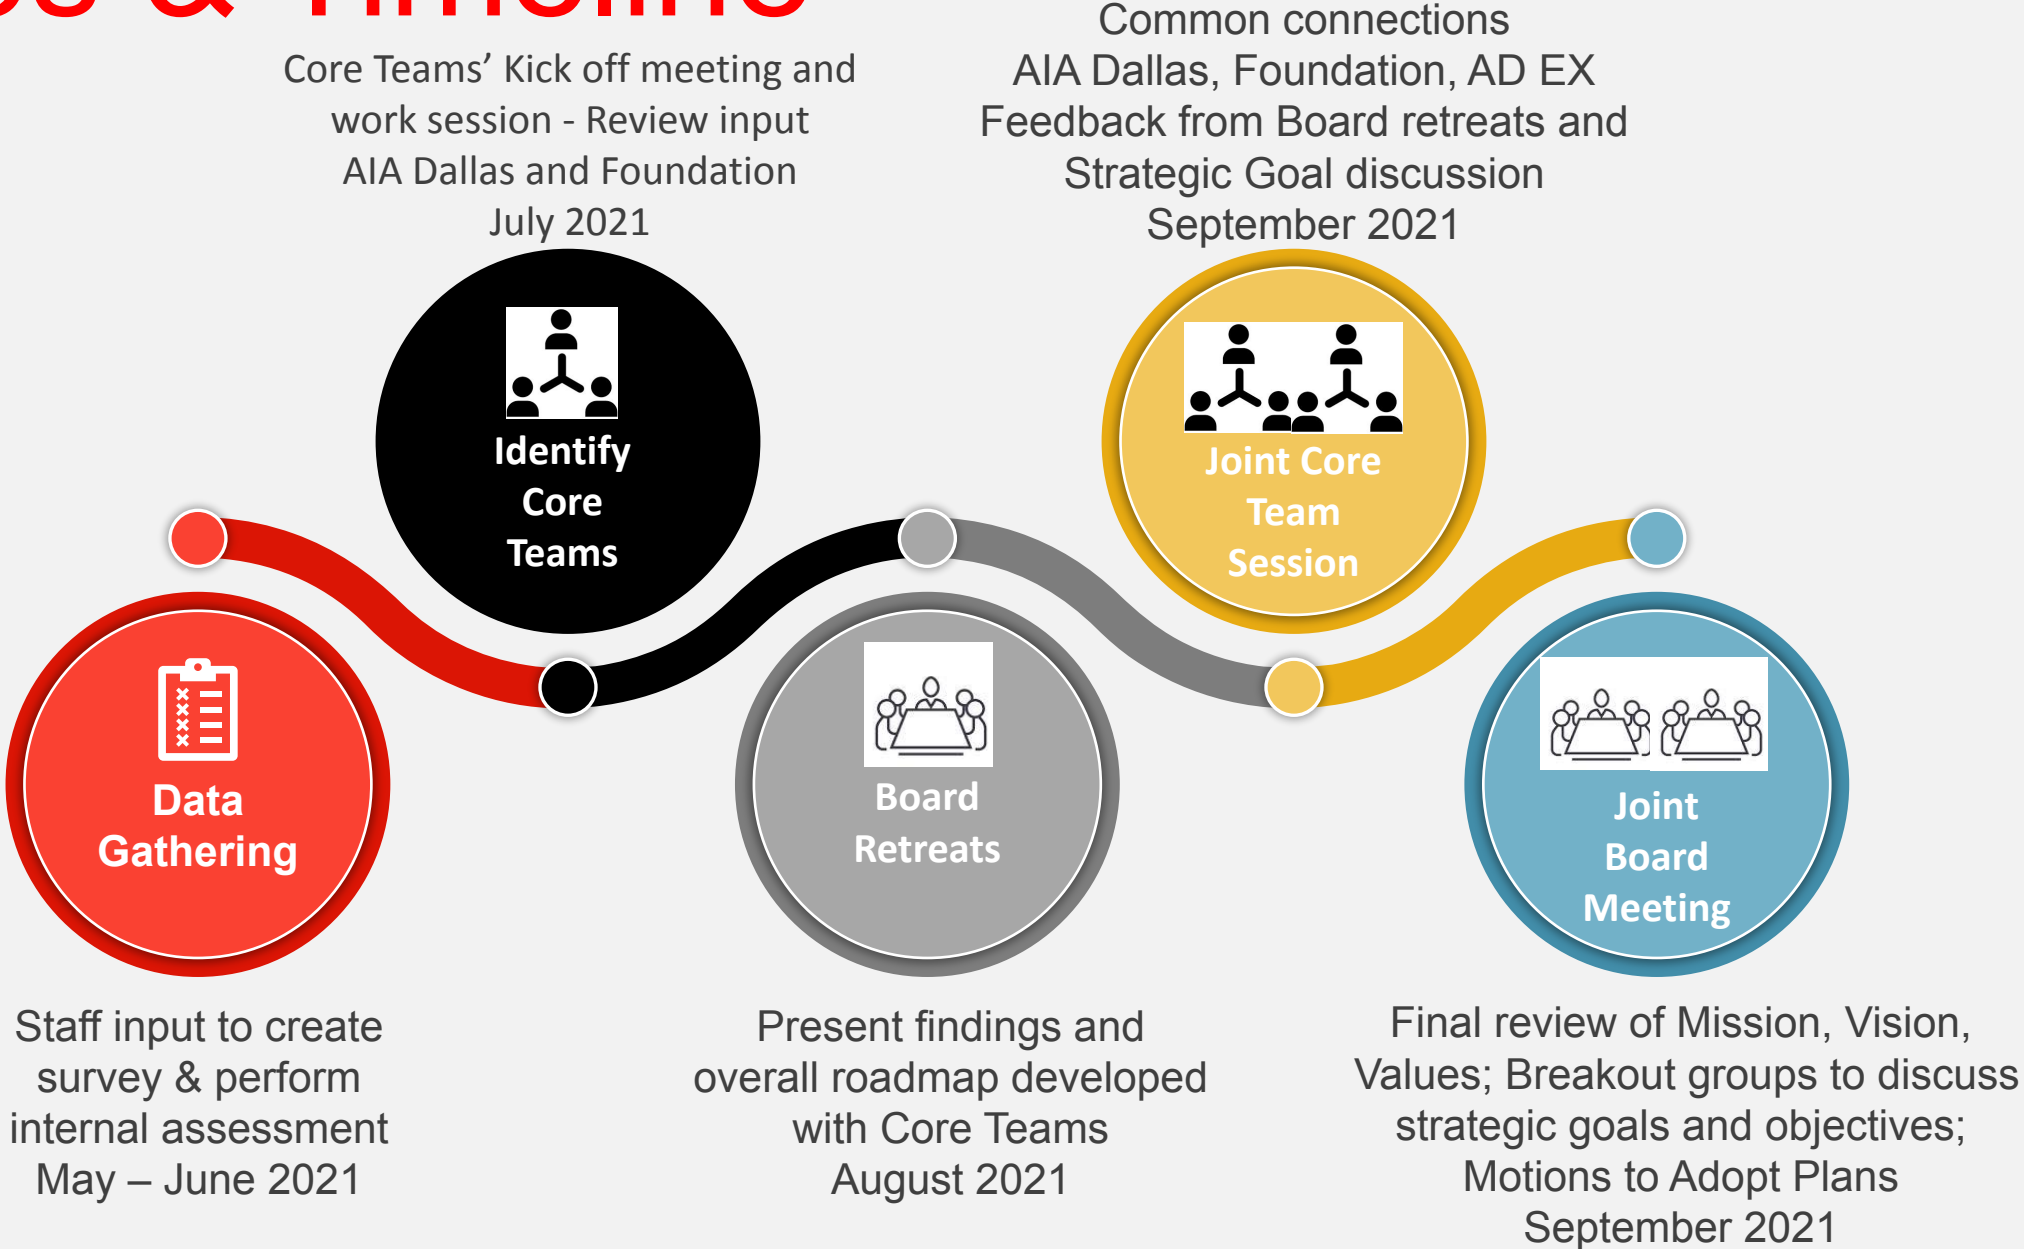 & Timeline
Core Teams’ Kick off meeting and
work session - Review input
AIA Dallas and Foundation
July 2021
Common connections
AIA Dallas, Foundation, AD EX
Feedback from Board retreats and
Strategic Goal discussion
September 2021
Identify
Core
Teams
Joint Core
Team
Session
Data
Gathering
Board
Retreats
Joint
Board
Meeting
Staff input to create
survey & perform
internal assessment
May – June 2021
Present findings and
overall roadmap developed
with Core Teams
August 2021
Final review of Mission, Vision,
Values; Breakout groups to discuss
strategic goals and objectives;
Motions to Adopt Plans
September 2021